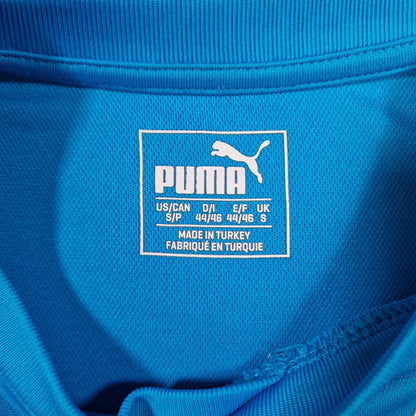 PUMA
US/CAN D/I E/F UK
S/P 44/46 44/46 S
MADE IN TURKEY
FABRIQUÉ EN TURQUIE